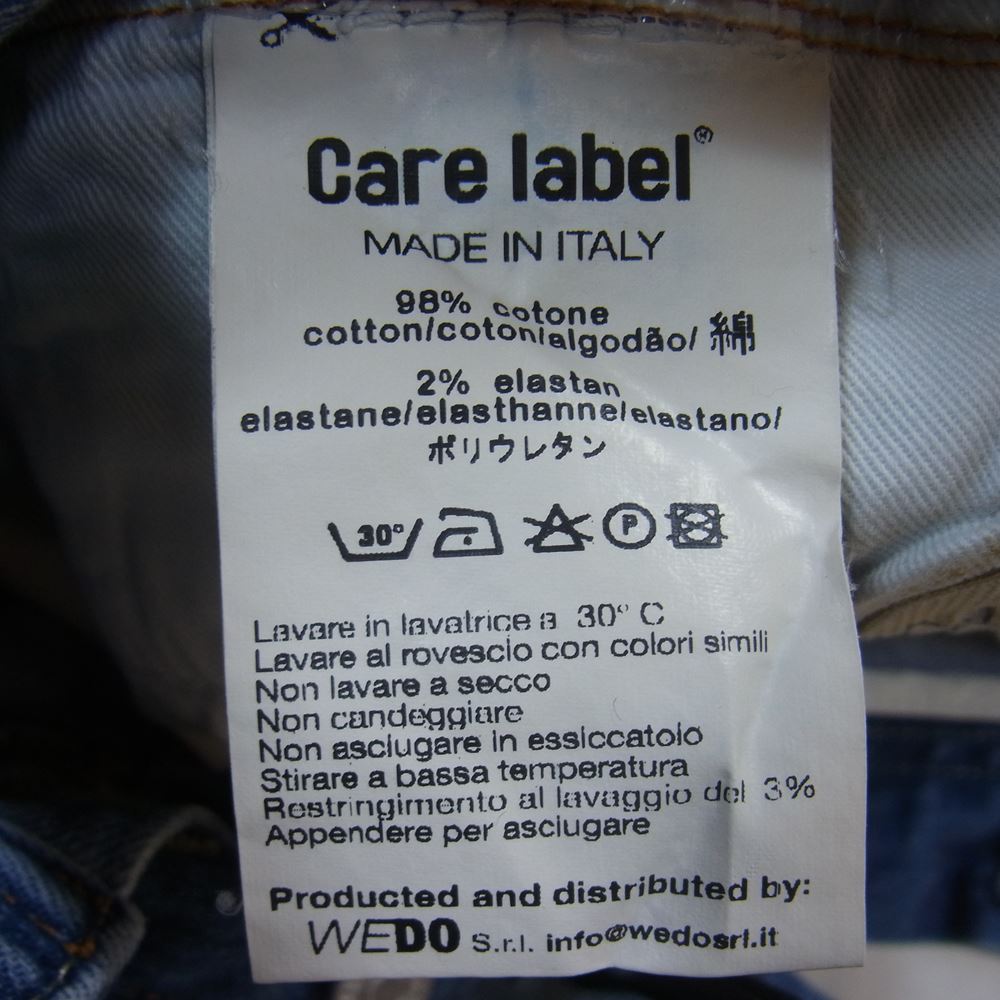 Care label®
MADE IN ITALY
98% cotone
cotton/coton/algodão/ 綿
2% elastan
elastane/elasthanne/elastano/
ポリウレタン
30° P
Lavare in lavatrice a 30° C
Lavare al rovescio con colori simili
Non lavare a secco
Non candeggiare
Non asciugare in essiccatoio
Stirare a bassa temperatura
Restringimento al lavaggio del 3%
Appendere per asciugare
Producted and distributed by:
WEDO S.r.l. info@wedosrl.it